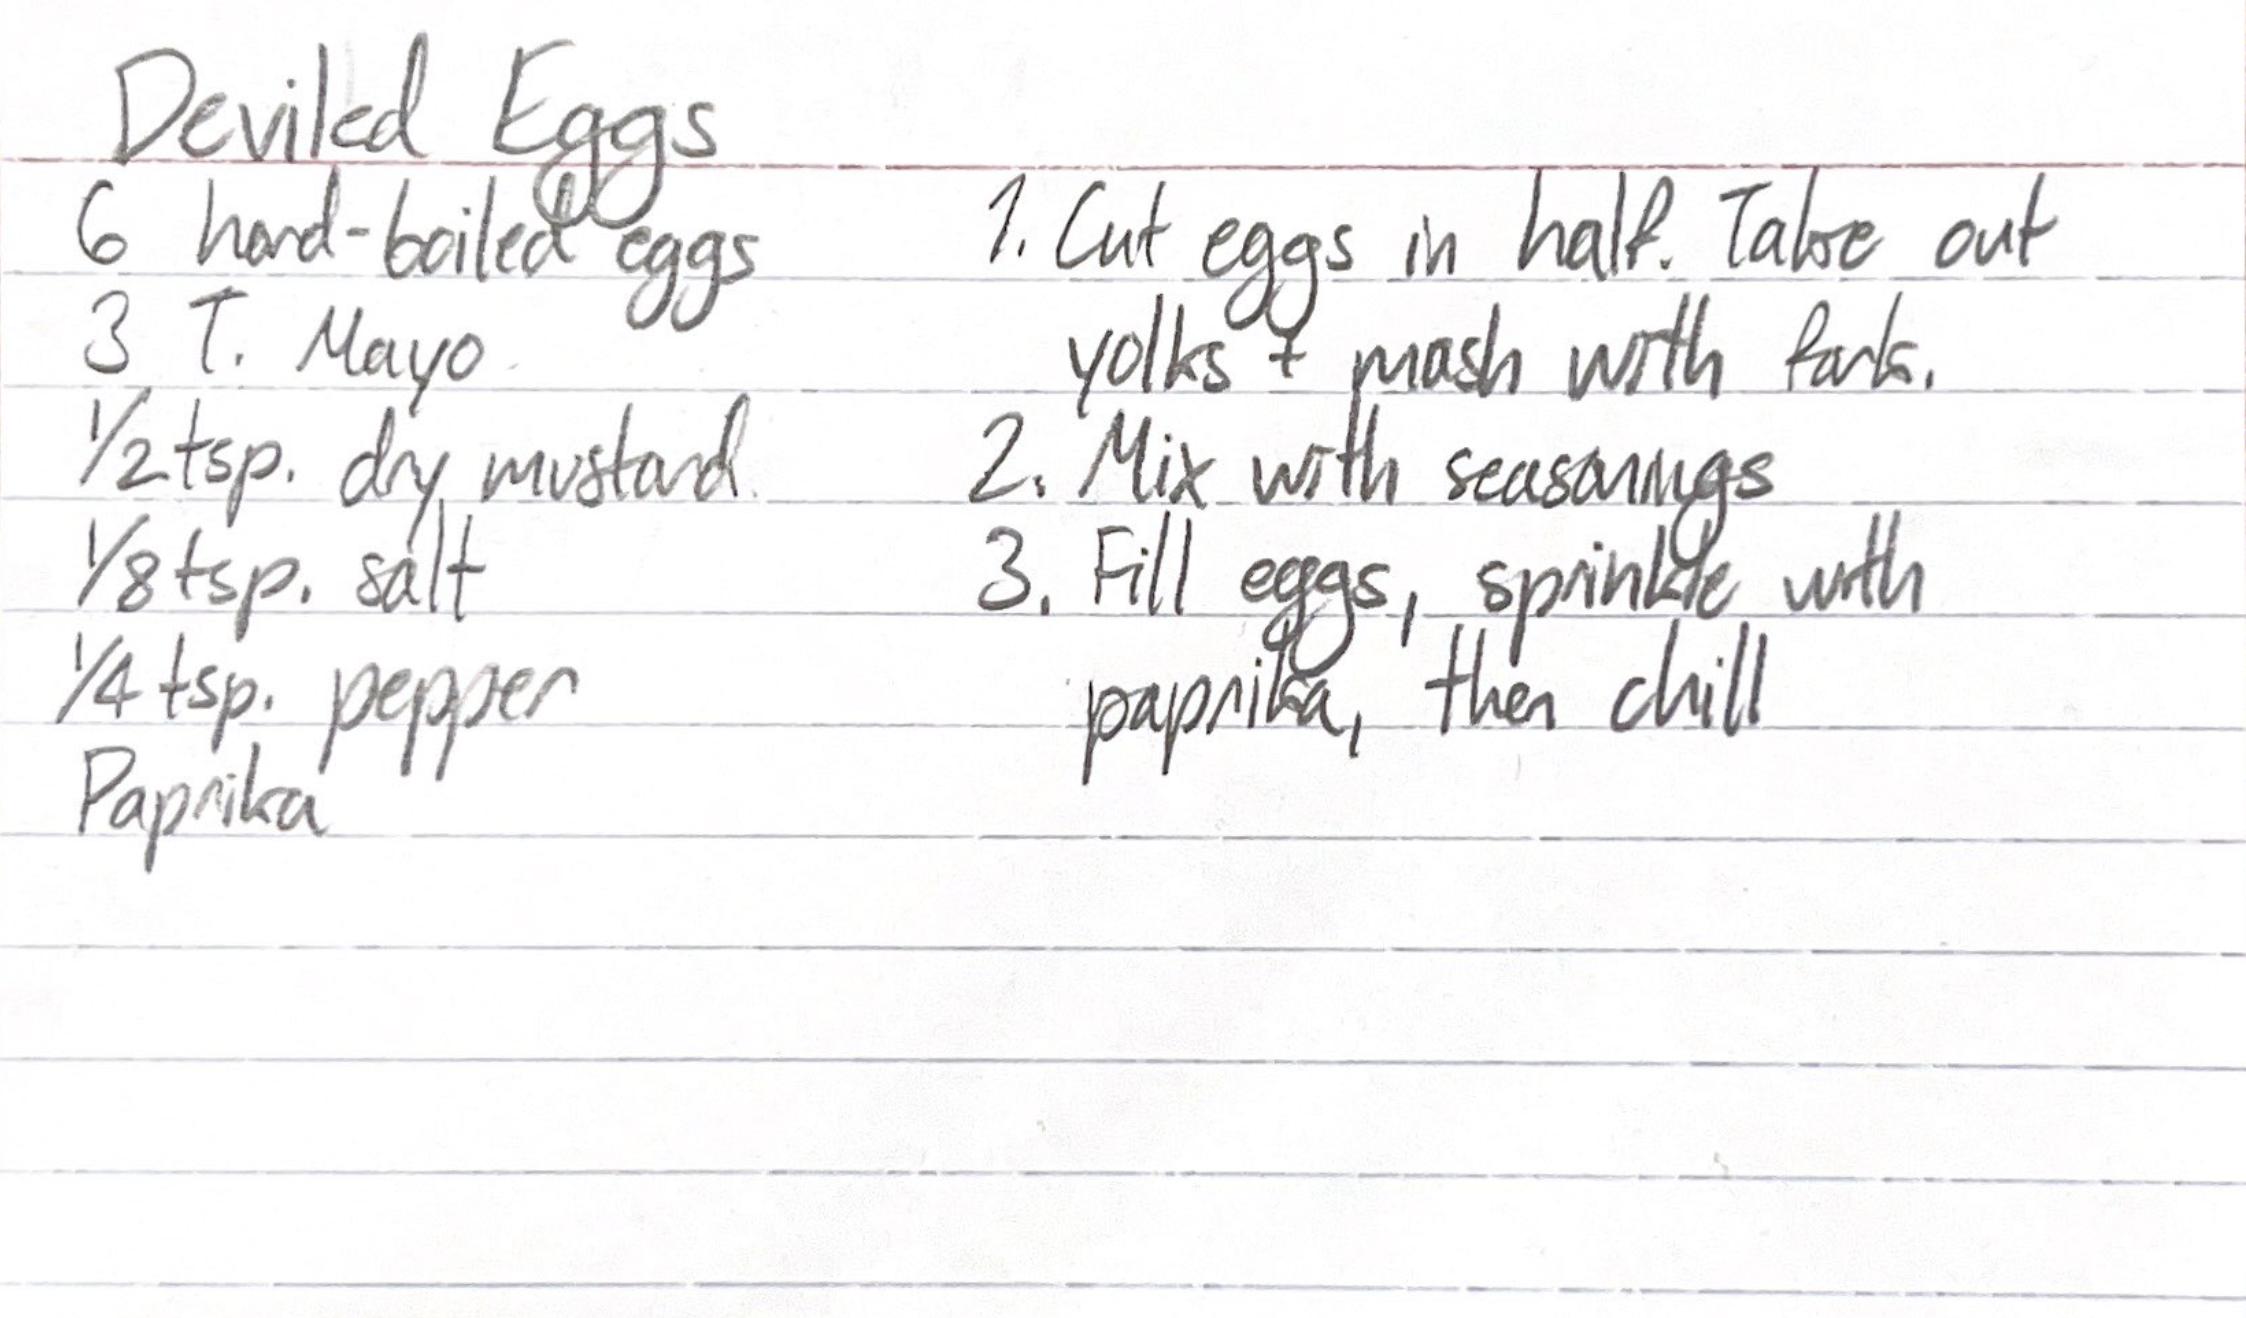 Deviled Eggs
6 hard-boiled eggs
3 T. Mayo
1/2 tsp. dry mustard
1/8 tsp. salt
1/4 tsp. pepper
Paprika
1. Cut eggs in half. Take out
yolks + mash with fork.
2. Mix with seasonings
3. Fill eggs, sprinkle with
paprika, then chill